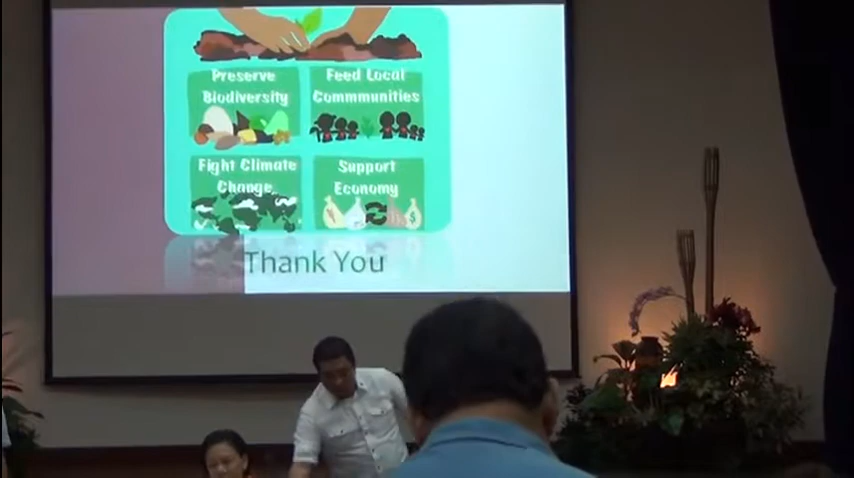 Preserve
Biodiversity
Feed Local
Commmunities
Fight Climate
Change
Support
Economy
$
Thank You